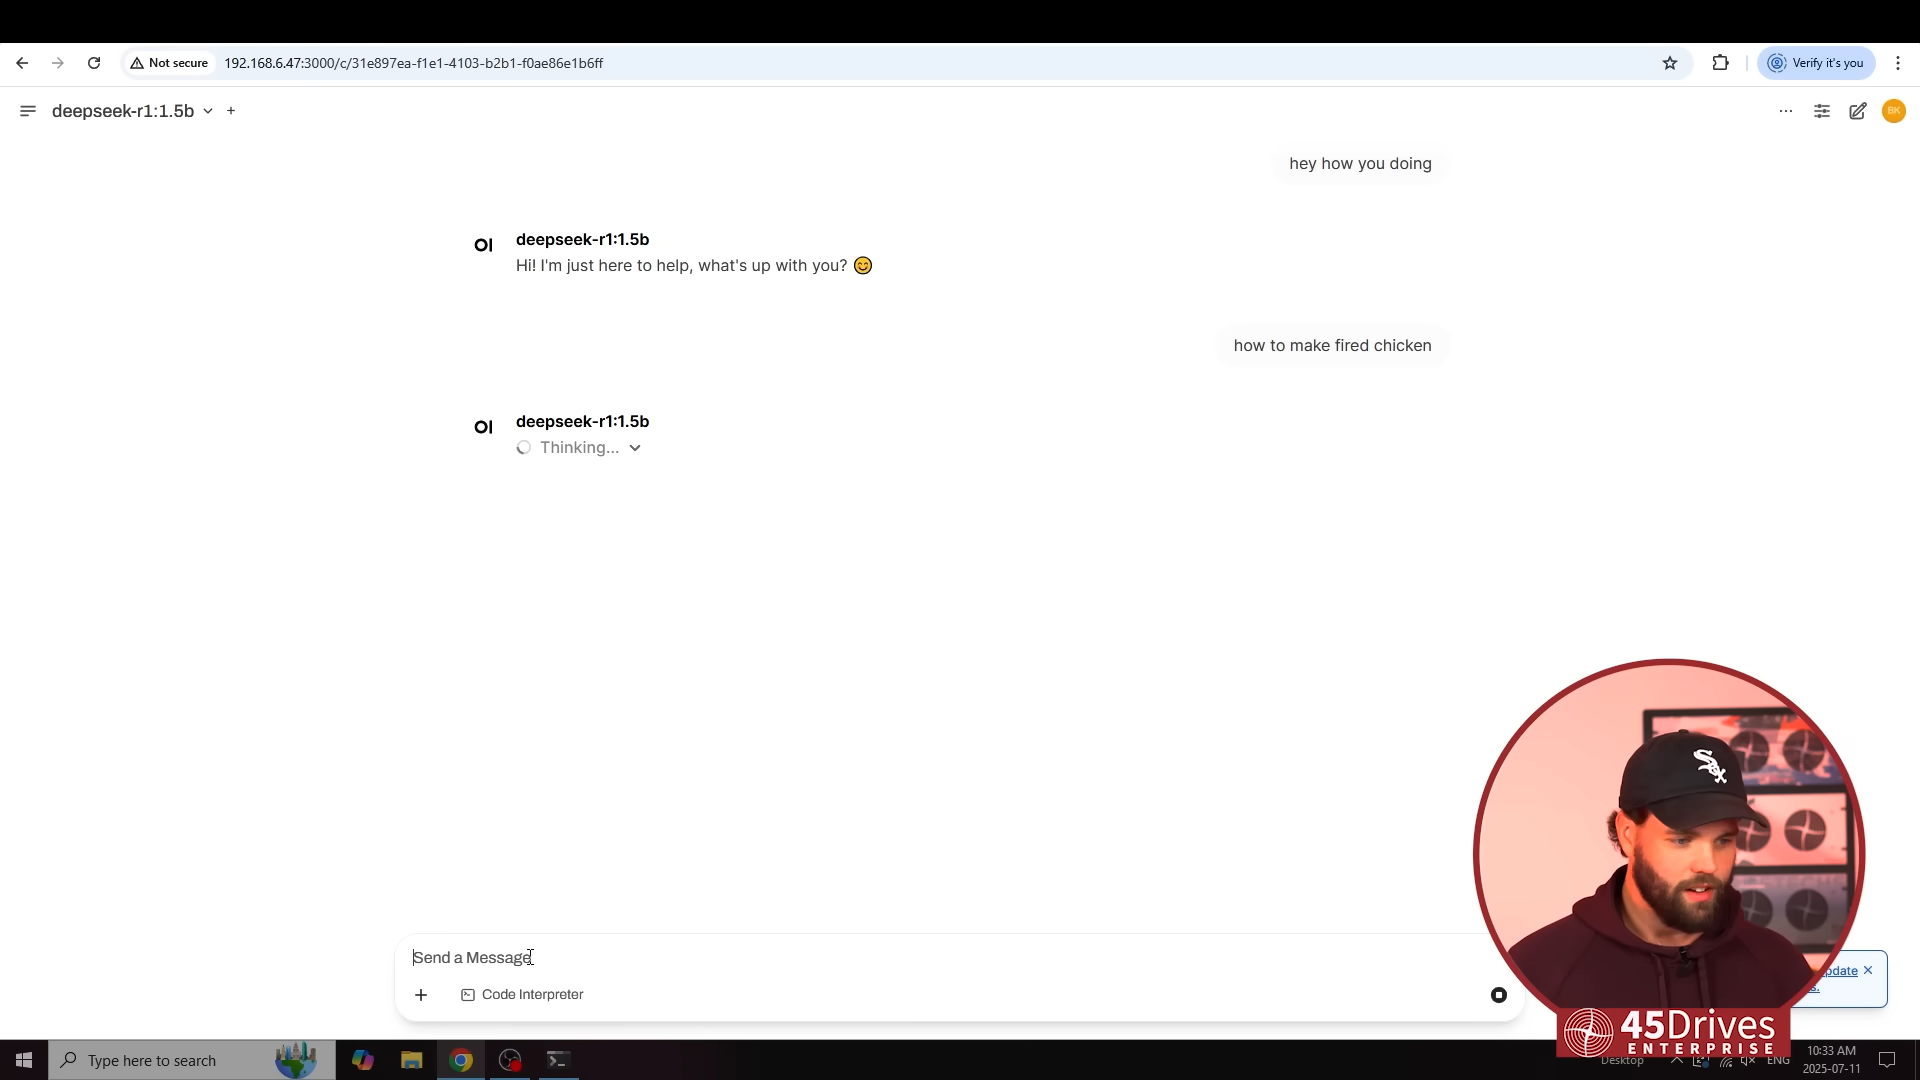 Not secure
192.168.6.47:3000/c/31e897ea-f1e1-4103-b2b1-f0ae86e1b6ff
Verify it's you
deepseek-r1:1.5b
BK
hey how you doing
OI
deepseek-r1:1.5b
Hi! I'm just here to help, what's up with you? 😊
how to make fired chicken
OI
deepseek-r1:1.5b
Thinking...
Send a Message
Code Interpreter
pdate
s.
Sox
45Drives
ENTERPRISE
Type here to search
Desktop
ENG
10:33 AM
2025-07-11